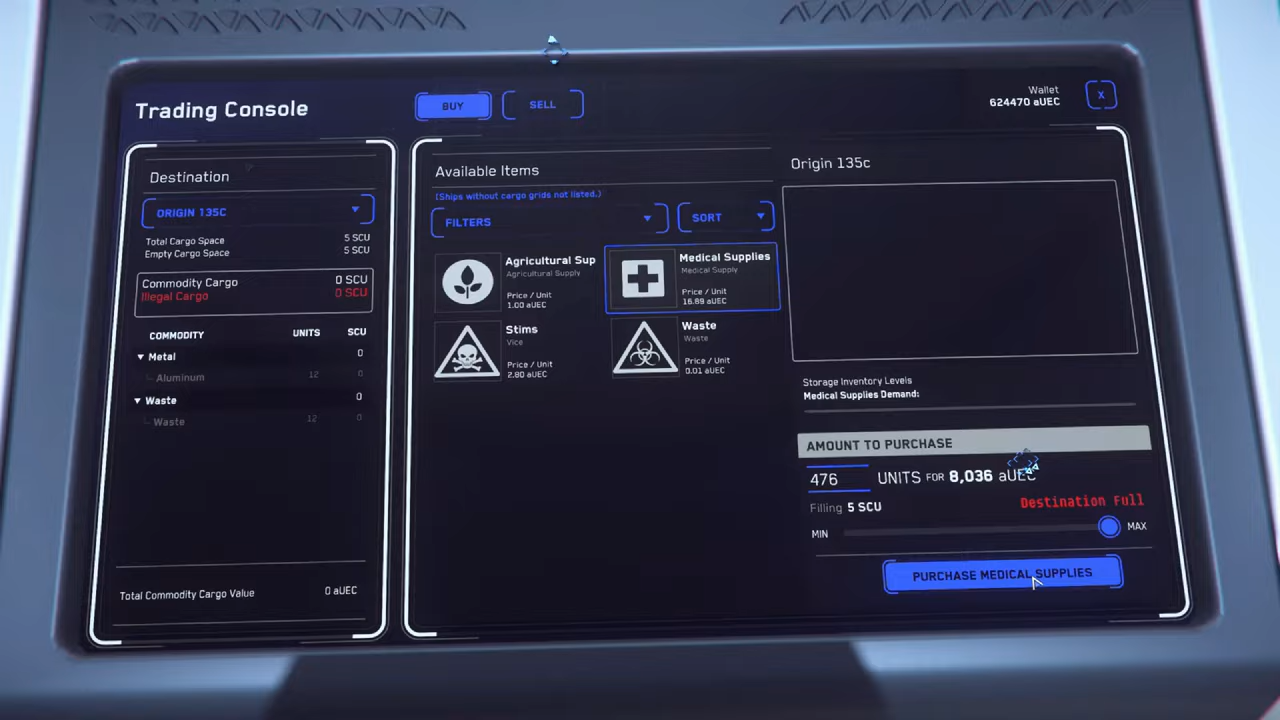 Trading Console
BUY
SELL
Wallet
624470 aUEC
X
Destination
ORIGIN 135C
Total Cargo Space 5 SCU
Empty Cargo Space 5 SCU
Commodity Cargo 0 SCU
Illegal Cargo 0 SCU
COMMODITY UNITS SCU
Metal 0
Aluminum 12 0
Waste 0
Waste 12 0
Total Commodity Cargo Value 0 aUEC
Available Items
(Ships without cargo grids not listed.)
FILTERS
SORT
Agricultural Sup
Agricultural Supply
Price / Unit
1.00 aUEC
Medical Supplies
Medical Supply
Price / Unit
16.89 aUEC
Stims
Vice
Price / Unit
2.80 aUEC
Waste
Waste
Price / Unit
0.01 aUEC
Origin 135c
Storage Inventory Levels
Medical Supplies Demand:
AMOUNT TO PURCHASE
476 UNITS FOR 8,036 aUEC
Filling 5 SCU
Destination Full
MIN
MAX
PURCHASE MEDICAL SUPPLIES